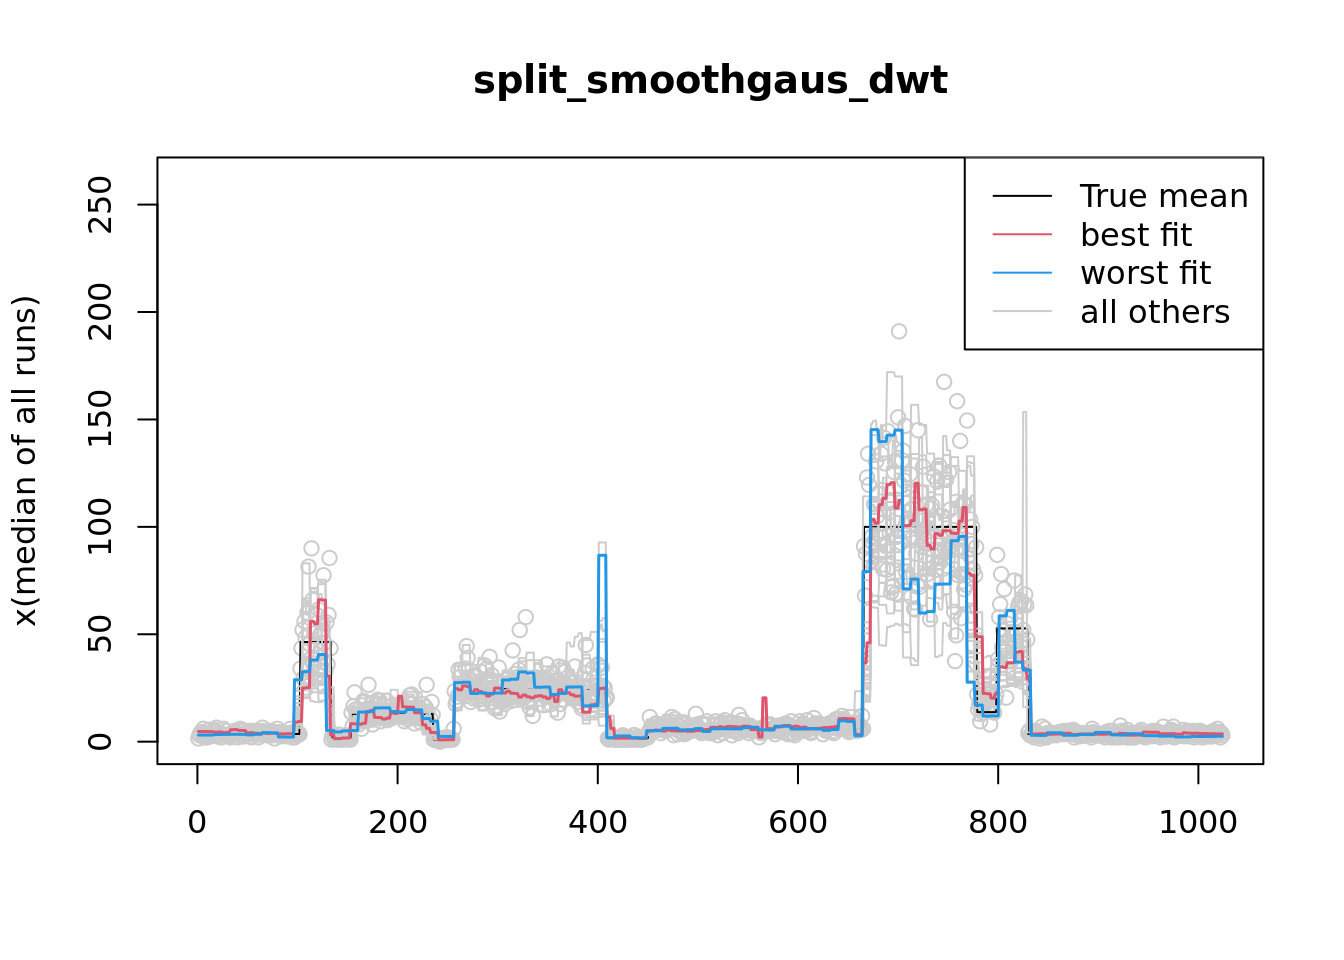 split_smoothgaus_dwt
x(median of all runs)
250
200
150
100
50
0
0 200 400 600 800 1000
True mean
best fit
worst fit
all others